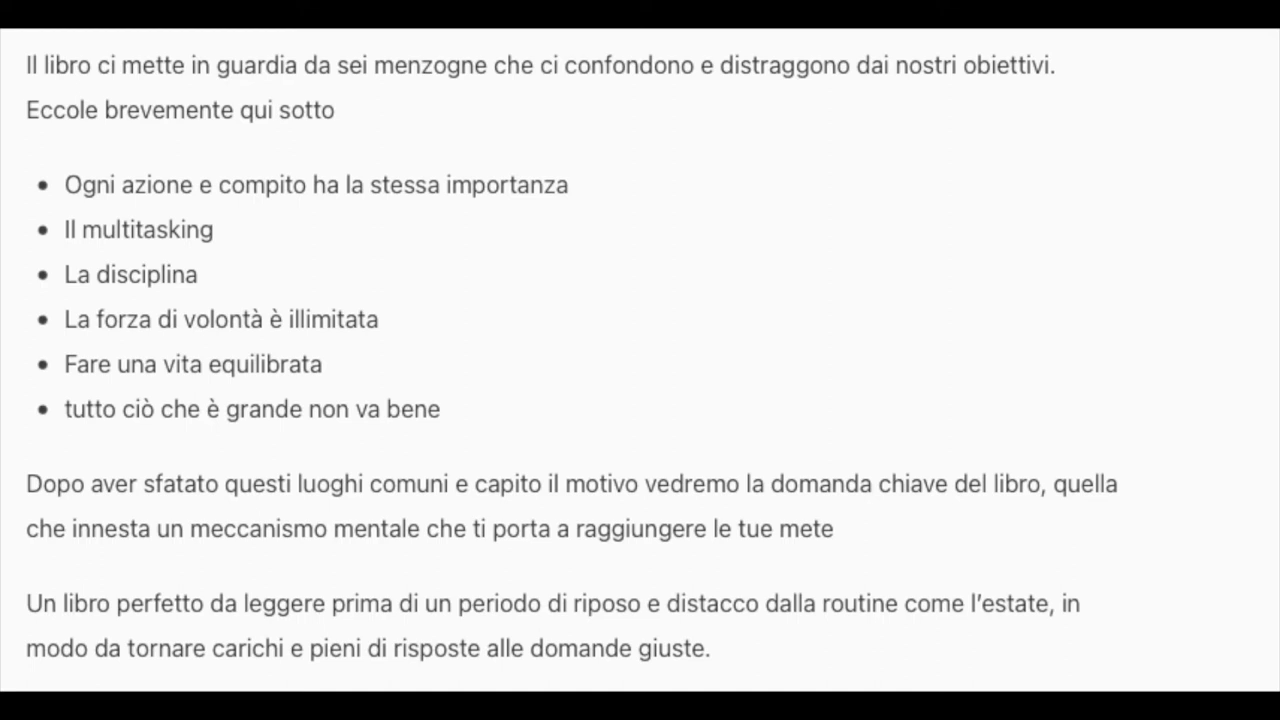 Il libro ci mette in guardia da sei menzogne che ci confondono e distraggono dai nostri obiettivi.
Eccole brevemente qui sotto
• Ogni azione e compito ha la stessa importanza
• Il multitasking
• La disciplina
• La forza di volontà è illimitata
• Fare una vita equilibrata
• tutto ciò che è grande non va bene
Dopo aver sfatato questi luoghi comuni e capito il motivo vedremo la domanda chiave del libro, quella
che innesta un meccanismo mentale che ti porta a raggiungere le tue mete
Un libro perfetto da leggere prima di un periodo di riposo e distacco dalla routine come l’estate, in
modo da tornare carichi e pieni di risposte alle domande giuste.